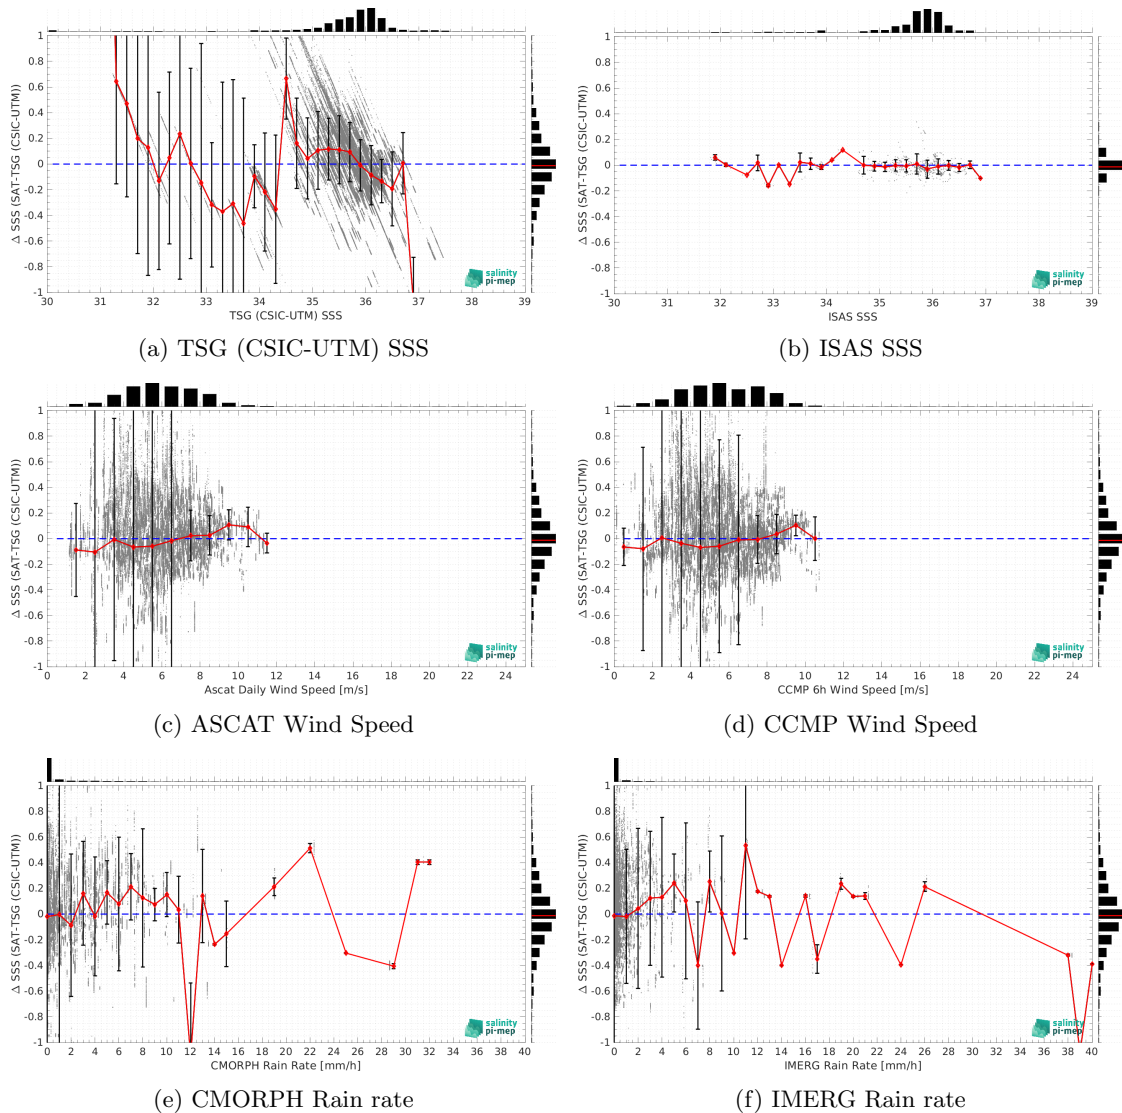 1
0.8
0.6
0.4
0.2
0
-0.2
-0.4
-0.6
-0.8
-1
Δ SSS (SAT-TSG (CSIC-UTM))
30 31 32 33 34 35 36 37 38 39
TSG (CSIC-UTM) SSS
salinity
pi-mep
(a) TSG (CSIC-UTM) SSS
1
0.8
0.6
0.4
0.2
0
-0.2
-0.4
-0.6
-0.8
-1
Δ SSS (SAT-TSG (CSIC-UTM))
30 31 32 33 34 35 36 37 38 39
ISAS SSS
salinity
pi-mep
(b) ISAS SSS
1
0.8
0.6
0.4
0.2
0
-0.2
-0.4
-0.6
-0.8
-1
Δ SSS (SAT-TSG (CSIC-UTM))
0 2 4 6 8 10 12 14 16 18 20 22 24
Ascat Daily Wind Speed [m/s]
salinity
pi-mep
(c) ASCAT Wind Speed
1
0.8
0.6
0.4
0.2
0
-0.2
-0.4
-0.6
-0.8
-1
Δ SSS (SAT-TSG (CSIC-UTM))
0 2 4 6 8 10 12 14 16 18 20 22 24
CCMP 6h Wind Speed [m/s]
salinity
pi-mep
(d) CCMP Wind Speed
1
0.8
0.6
0.4
0.2
0
-0.2
-0.4
-0.6
-0.8
-1
Δ SSS (SAT-TSG (CSIC-UTM))
0 2 4 6 8 10 12 14 16 18 20 22 24 26 28 30 32 34 36 38 40
CMORPH Rain Rate [mm/h]
salinity
pi-mep
(e) CMORPH Rain rate
1
0.8
0.6
0.4
0.2
0
-0.2
-0.4
-0.6
-0.8
-1
Δ SSS (SAT-TSG (CSIC-UTM))
0 2 4 6 8 10 12 14 16 18 20 22 24 26 28 30 32 34 36 38 40
IMERG Rain Rate [mm/h]
salinity
pi-mep
(f) IMERG Rain rate